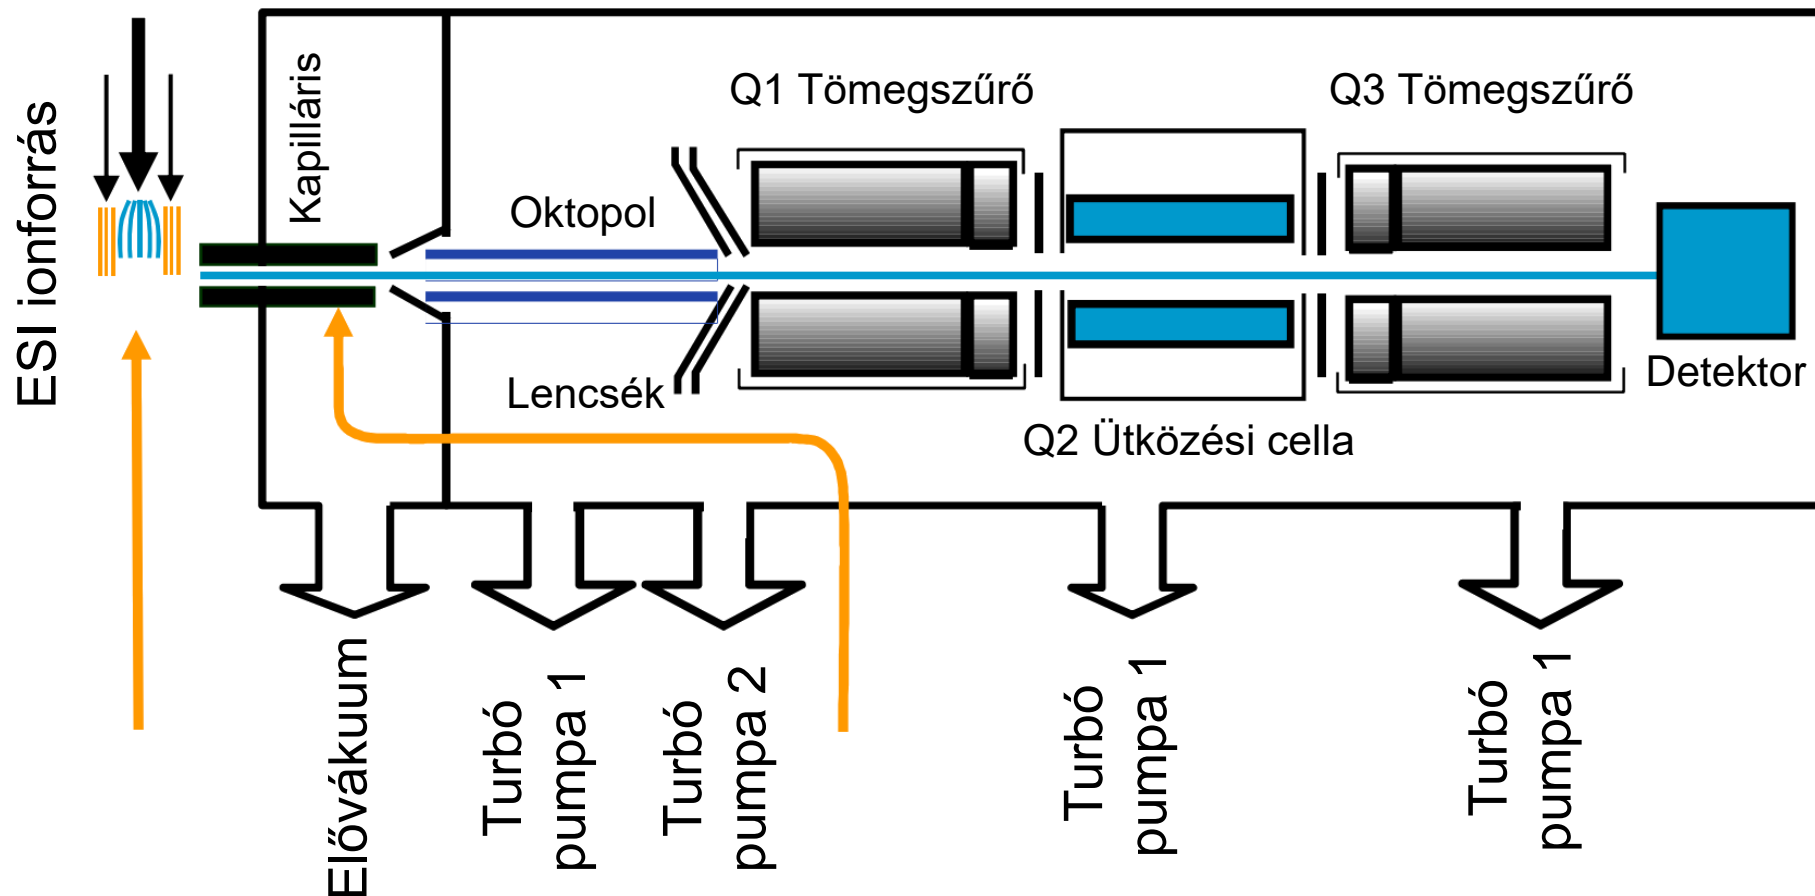 ESI ionforrás
Kapilláris
Oktopol
Lencsék
Q1 Tömegszűrő
Q2 Ütközési cella
Q3 Tömegszűrő
Detektor
Elővákuum
Turbó
pumpa 1
Turbó
pumpa 2
Turbó
pumpa 1
Turbó
pumpa 1